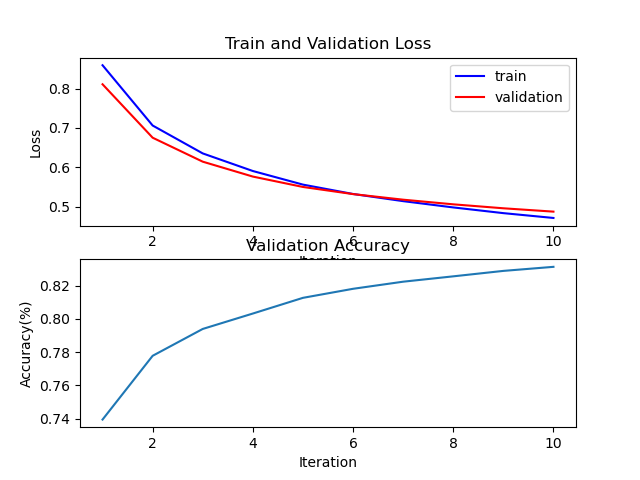 Train and Validation Loss
Loss
0.8
0.7
0.6
0.5
train
validation
2 4 6 8 10
Iteration
Validation Accuracy
Accuracy(%)
0.82
0.80
0.78
0.76
0.74
2 4 6 8 10
Iteration